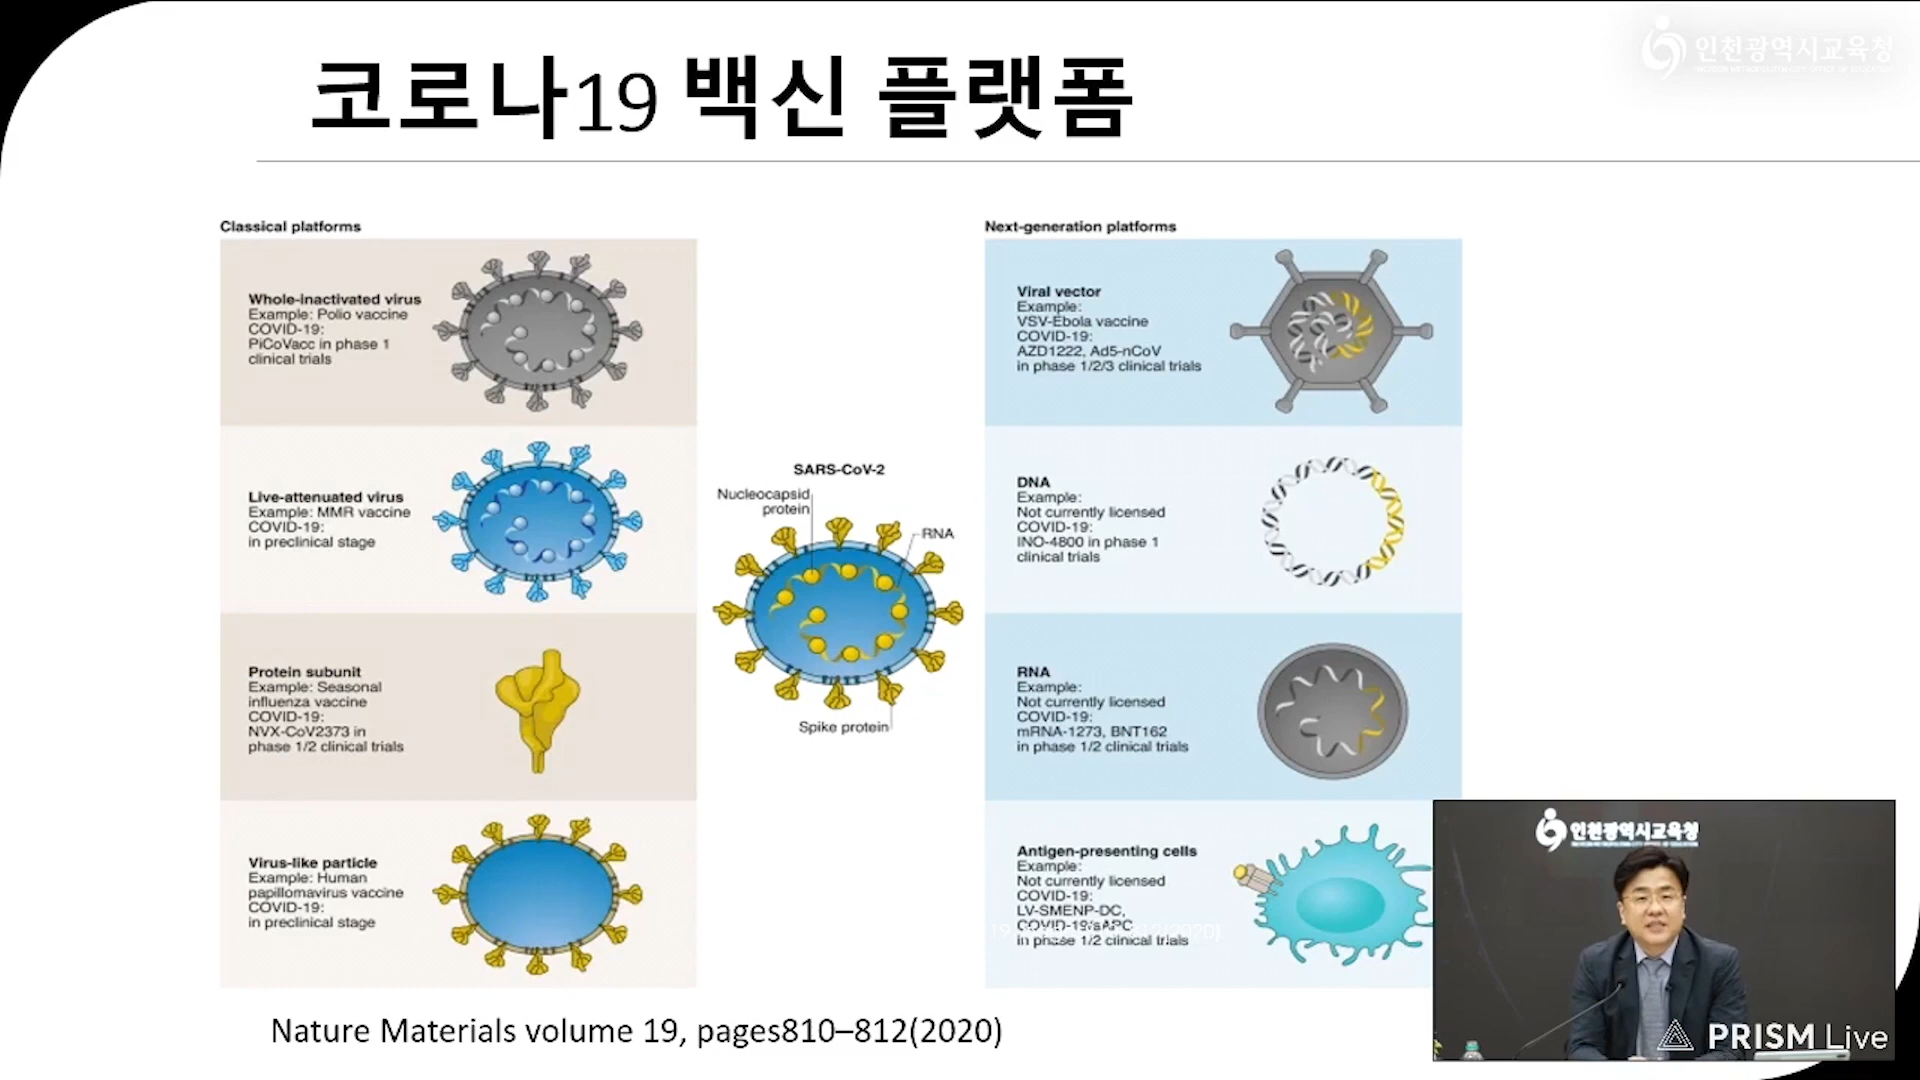 코로나19 백신 플랫폼
인천광역시교육청
Classical platforms
Whole-inactivated virus
Example: Polio vaccine
COVID-19:
PiCoVacc in phase 1
clinical trials
Live-attenuated virus
Example: MMR vaccine
COVID-19:
in preclinical stage
Protein subunit
Example: Seasonal
influenza vaccine
COVID-19:
NVX-CoV2373 in
phase 1/2 clinical trials
Virus-like particle
Example: Human
papillomavirus vaccine
COVID-19:
in preclinical stage
SARS-CoV-2
Nucleocapsid
protein
RNA
Spike protein
Next-generation platforms
Viral vector
Example:
VSV-Ebola vaccine
COVID-19:
AZD1222, Ad5-nCoV
in phase 1/2/3 clinical trials
DNA
Example:
Not currently licensed
COVID-19:
INO-4800 in phase 1
clinical trials
RNA
Example:
Not currently licensed
COVID-19:
mRNA-1273, BNT162
in phase 1/2 clinical trials
Antigen-presenting cells
Example:
Not currently licensed
COVID-19:
LV-SMENP-DC,
COVID-19/aAPC
in phase 1/2 clinical trials
Nature Materials volume 19, pages810–812(2020)
인천광역시교육청
PRISM Live